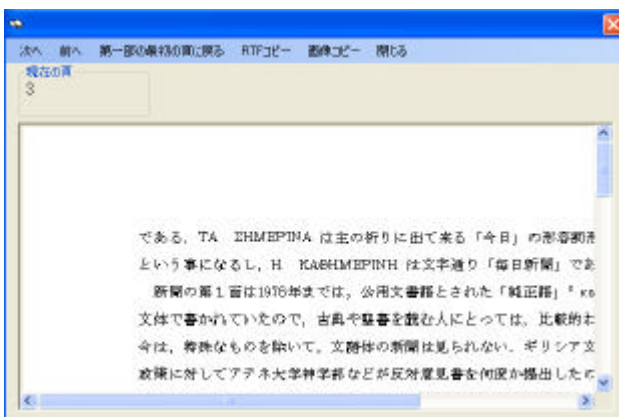 次へ 前へ 第一部の最初の頁に戻る RTFコピー 画像コピー 閉じる
現在の頁
3
である, TA ΣHMEPINA は主の祈りに出て来る「今日」の形容詞形
という事になるし, H KAΘHMEPINH は文字通り「毎日新聞」であ
新聞の第1面は1976年までは, 公用文書語とされた「純正語」
文体で書かれていたので, 古典や聖書を読む人にとっては, 比較的わ
今は, 特殊なものを除いて, 文語体の新聞は見られない. ギリシア文
政策に対してアテネ大学神学部などが反対意見書を何度か提出した